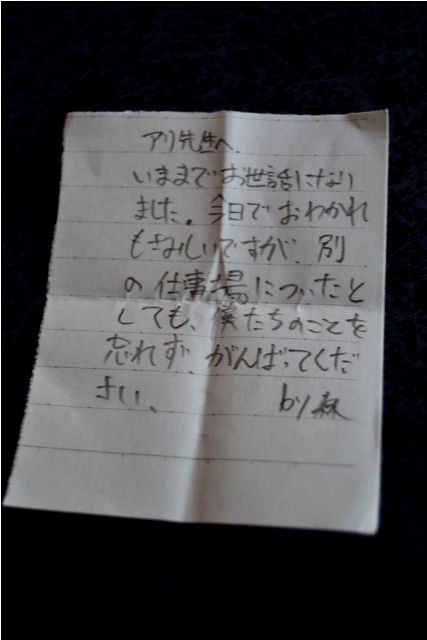 アリ先生へ
いままでお世話になり
ました。今日でおわかれ
もさみしいですが、別
の仕事場についたと
しても、僕たちのことを
忘れず、がんばってくだ
さい、
by 森